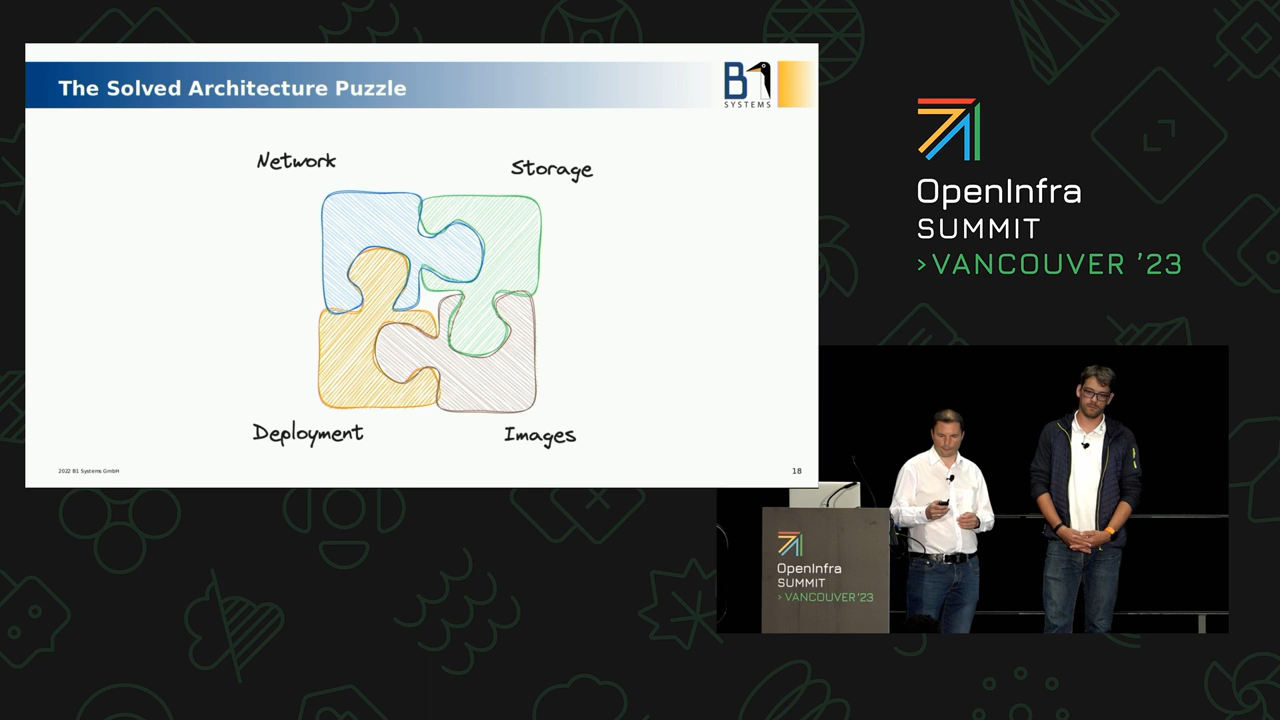 The Solved Architecture Puzzle
B1
SYSTEMS
Network
Storage
Deployment
Images
2022 B1 Systems GmbH
18
OpenInfra
SUMMIT
>VANCOUVER '23
OpenInfra
SUMMIT
> VANCOUVER '23